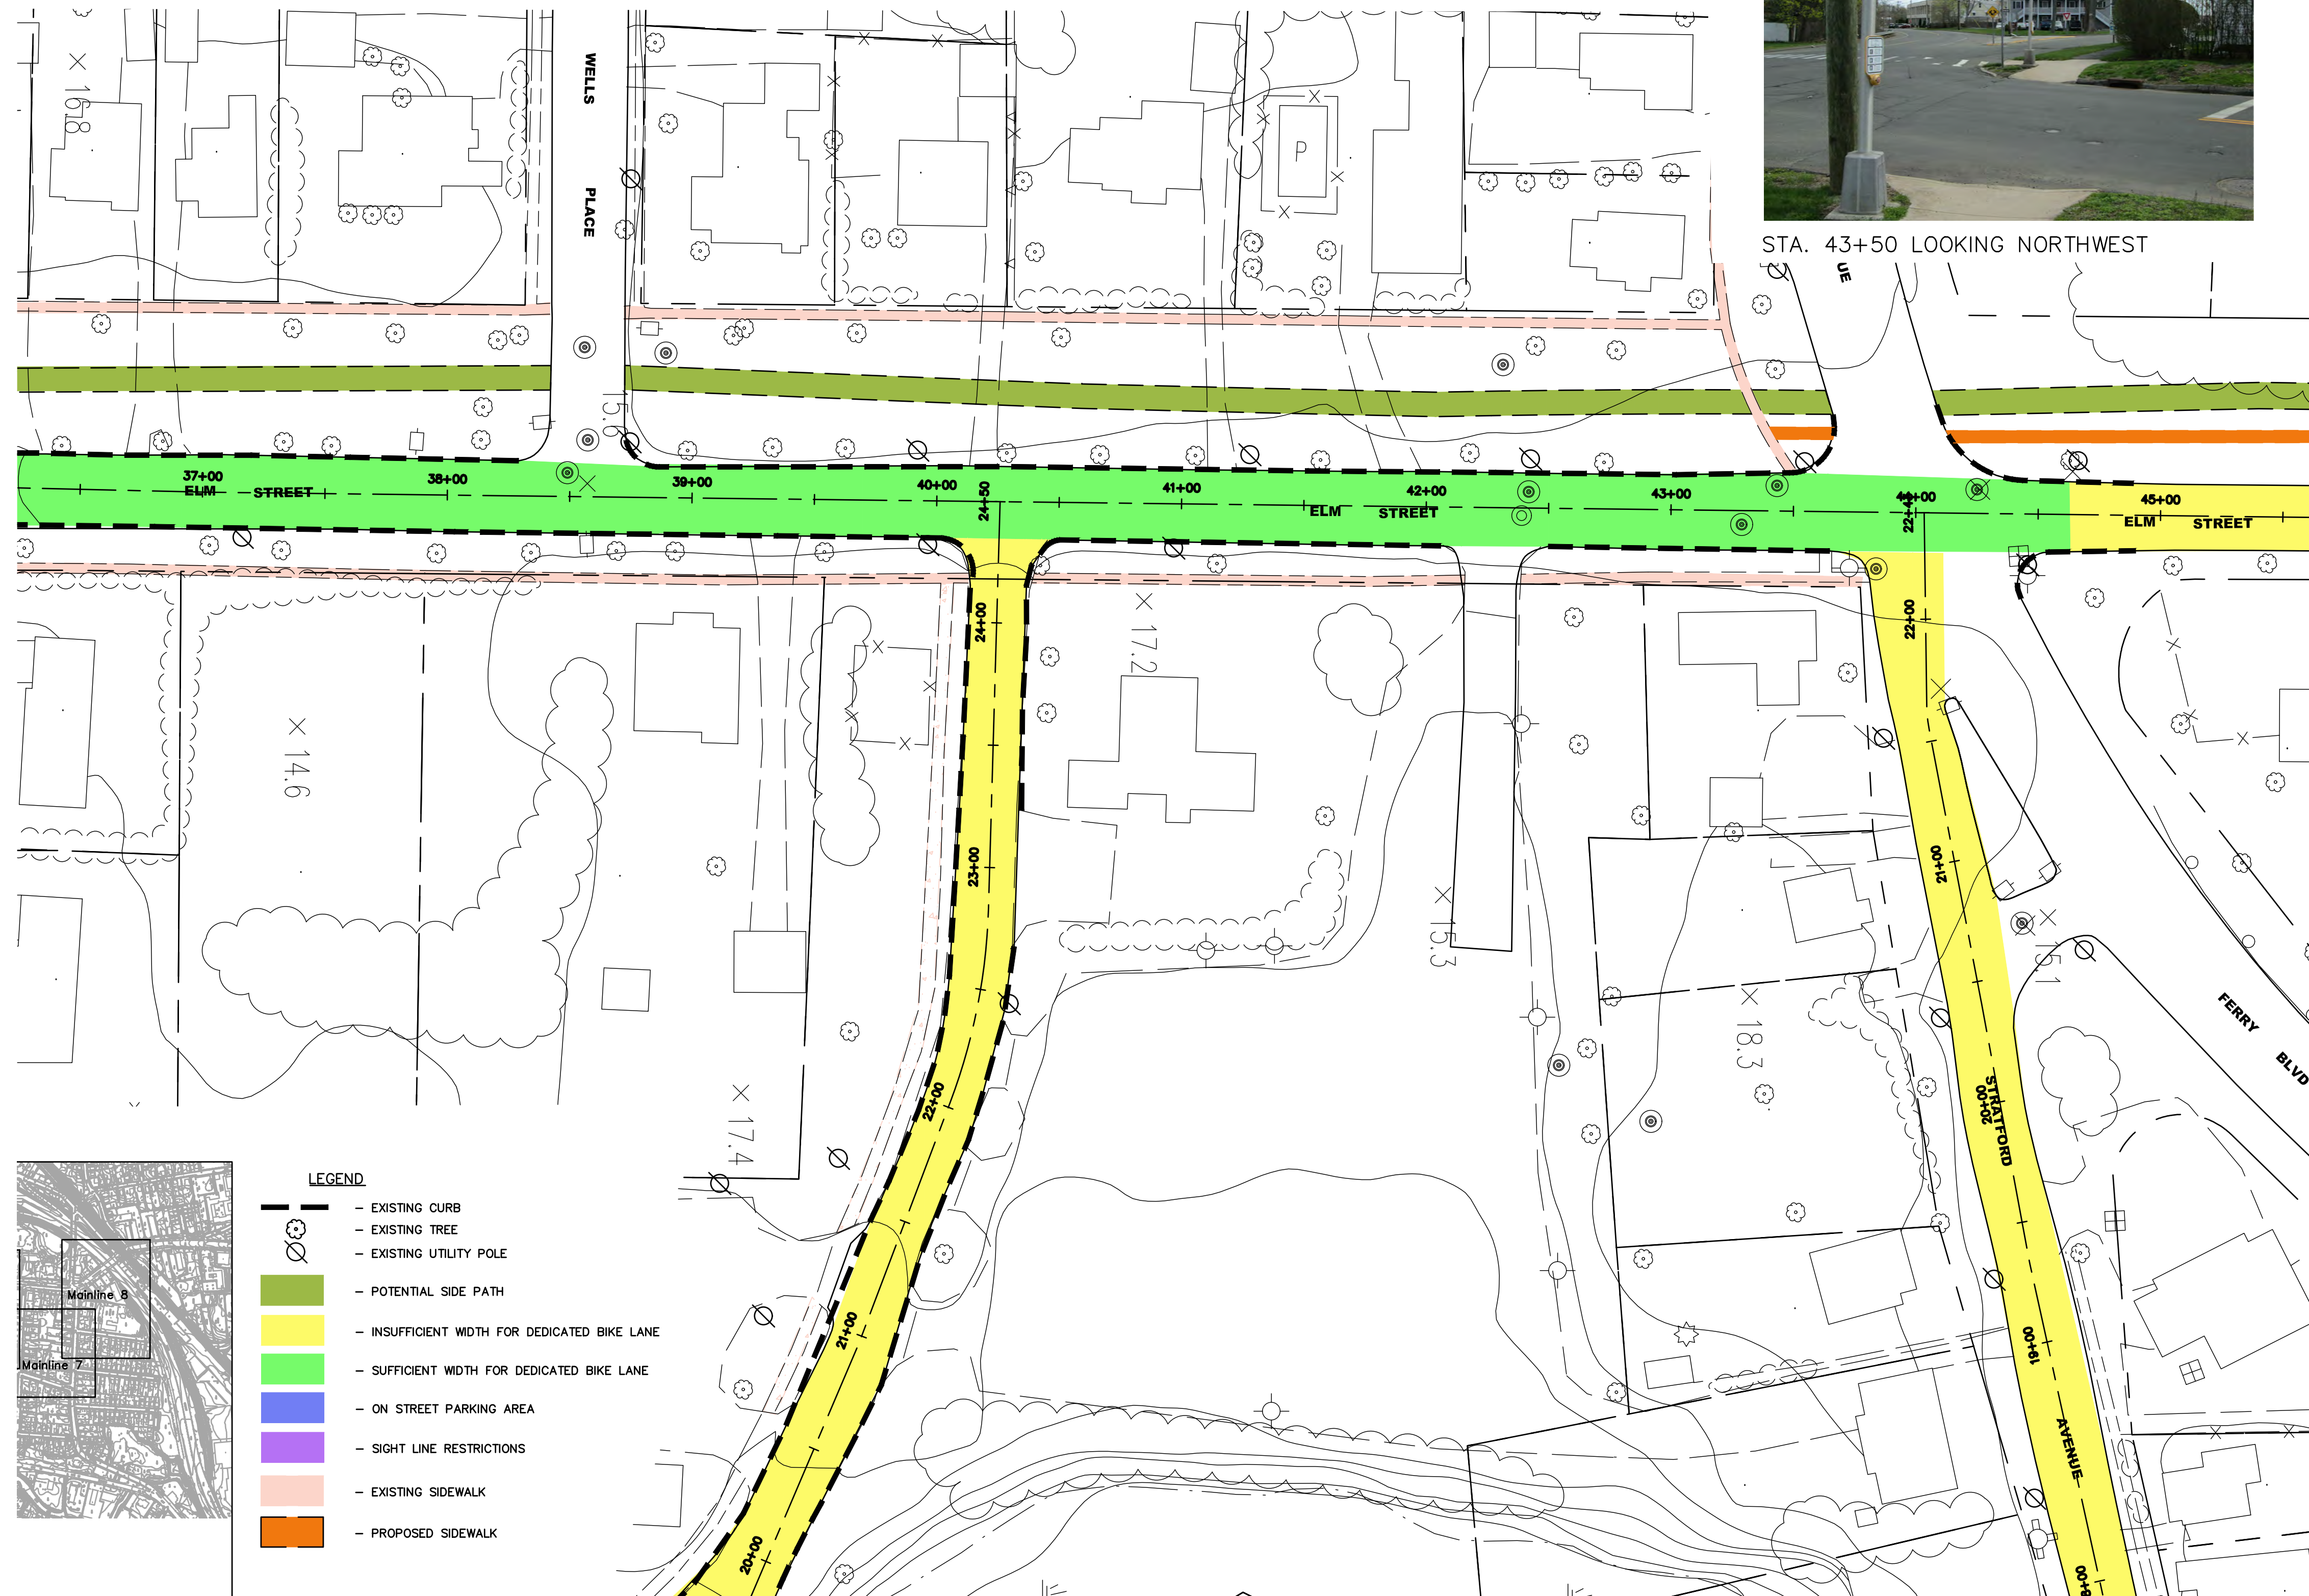 WELLS
PLACE
P
16.8
STA. 43+50 LOOKING NORTHWEST
UE
15.6
37+00
38+00
39+00
40+00
41+00
42+00
43+00
44+00
45+00
ELM STREET
ELM STREET
ELM STREET
24+50
24+00
23+00
22+00
21+00
20+00
22+00
21+00
20+00
19+00
STRATFORD
AVENUE
FERRY
BLVD
17.2
14.6
15.3
15.1
18.3
17.4
Mainline 8
Mainline 7
LEGEND
– EXISTING CURB
– EXISTING TREE
– EXISTING UTILITY POLE
– POTENTIAL SIDE PATH
– INSUFFICIENT WIDTH FOR DEDICATED BIKE LANE
– SUFFICIENT WIDTH FOR DEDICATED BIKE LANE
– ON STREET PARKING AREA
– SIGHT LINE RESTRICTIONS
– EXISTING SIDEWALK
– PROPOSED SIDEWALK